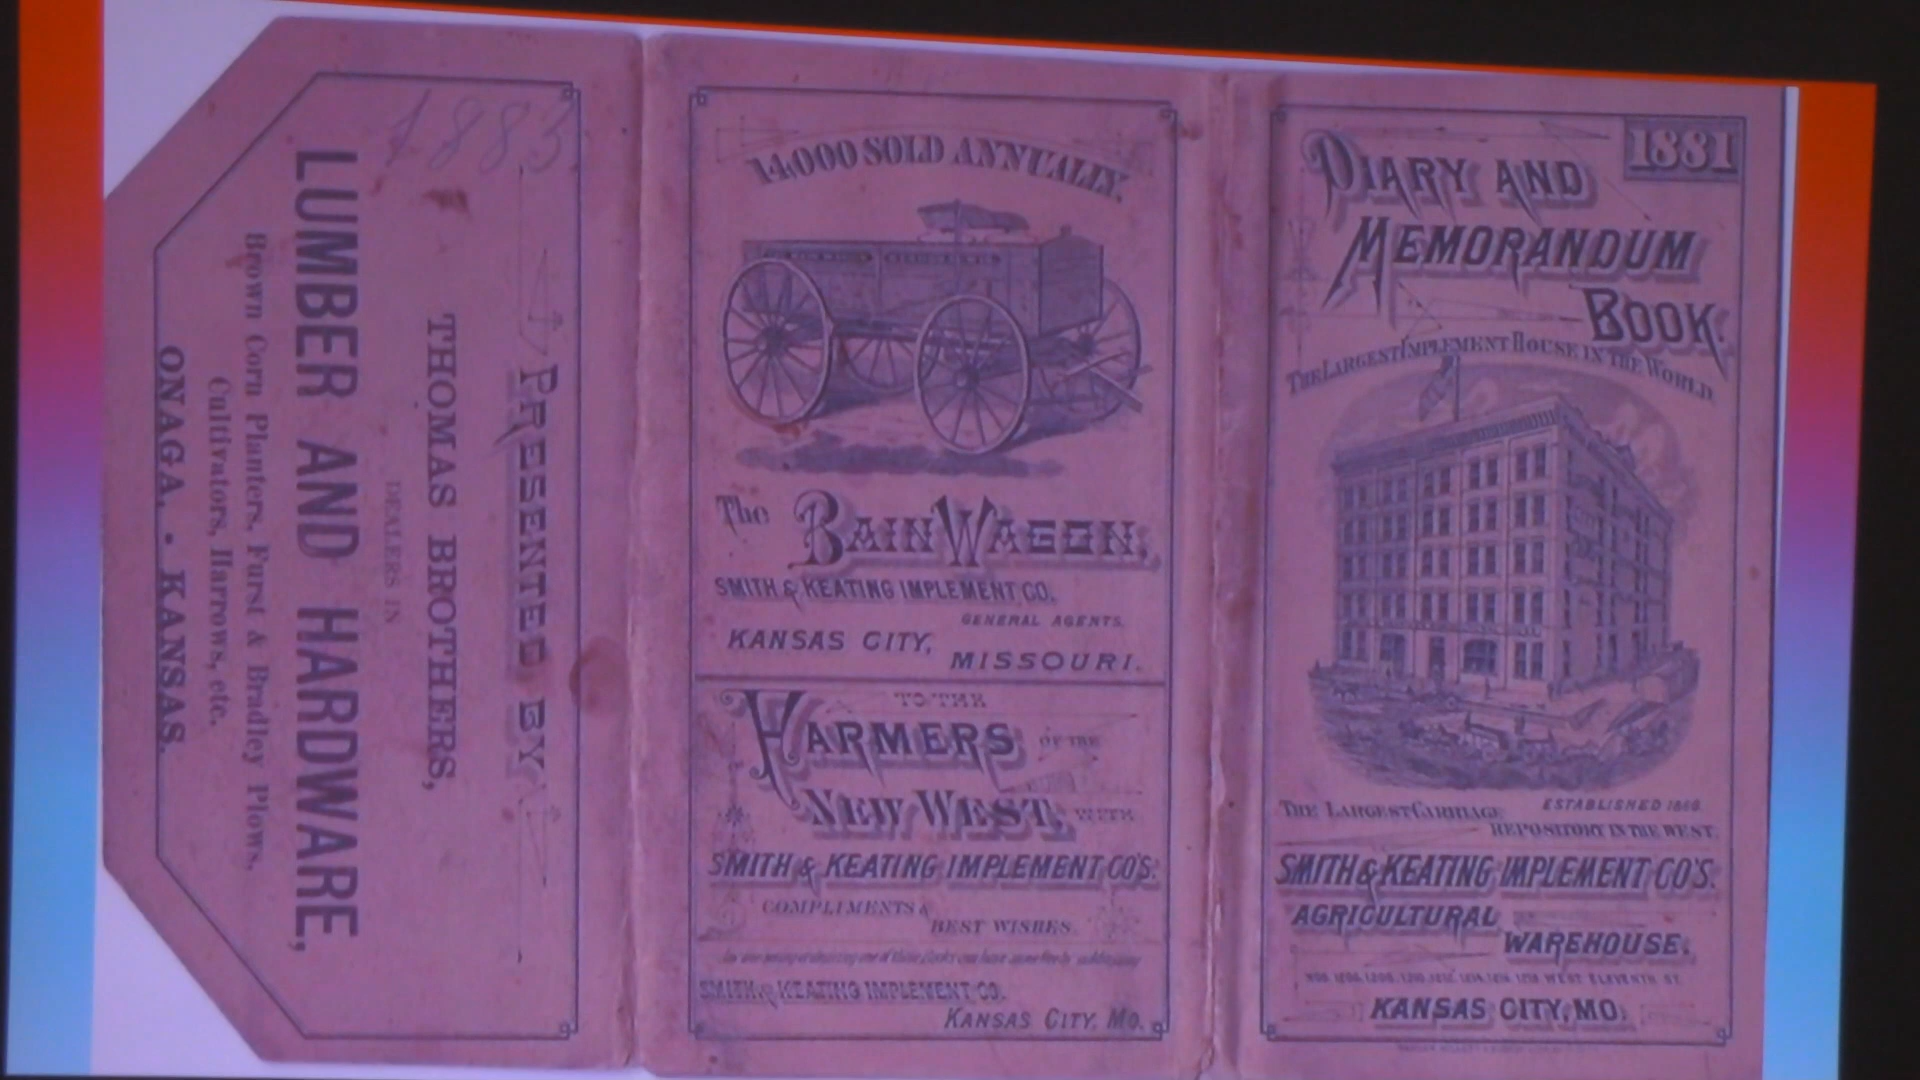 1883
PRESENTED BY
THOMAS BROTHERS,
DEALERS IN
LUMBER AND HARDWARE,
Brown Corn Planters, Furst & Bradley Plows,
Cultivators, Harrows, etc.
ONAGA, - KANSAS.
14,000 SOLD ANNUALLY.
The BAIN WAGON.
SMITH & KEATING IMPLEMENT CO.
GENERAL AGENTS.
KANSAS CITY,
MISSOURI.
TO THE
FARMERS OF THE
NEW WEST, WITH
SMITH & KEATING IMPLEMENT CO'S.
COMPLIMENTS &
BEST WISHES.
SMITH & KEATING IMPLEMENT CO.
KANSAS CITY, MO.
1881
DIARY AND
MEMORANDUM
BOOK.
THE LARGEST IMPLEMENT HOUSE IN THE WORLD
ESTABLISHED
THE LARGEST CARRIAGE
REPOSITORY IN THE WEST.
SMITH & KEATING IMPLEMENT CO'S.
AGRICULTURAL
WAREHOUSE.
WEST ELEVENTH ST.
KANSAS CITY, MO.